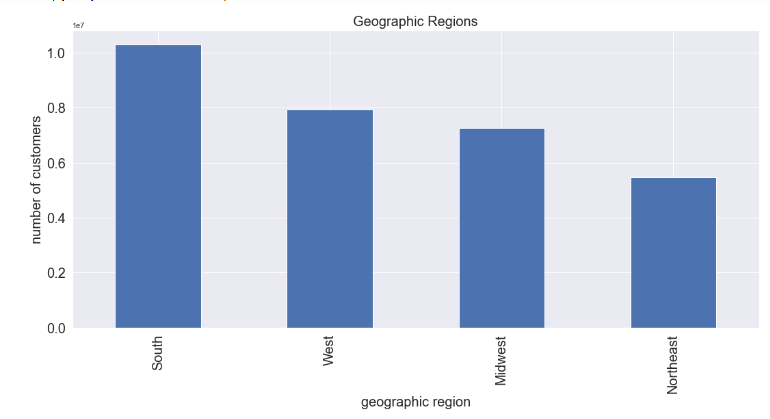 Geographic Regions
1e7
1.0
0.8
0.6
0.4
0.2
0.0
number of customers
South
West
Midwest
Northeast
geographic region